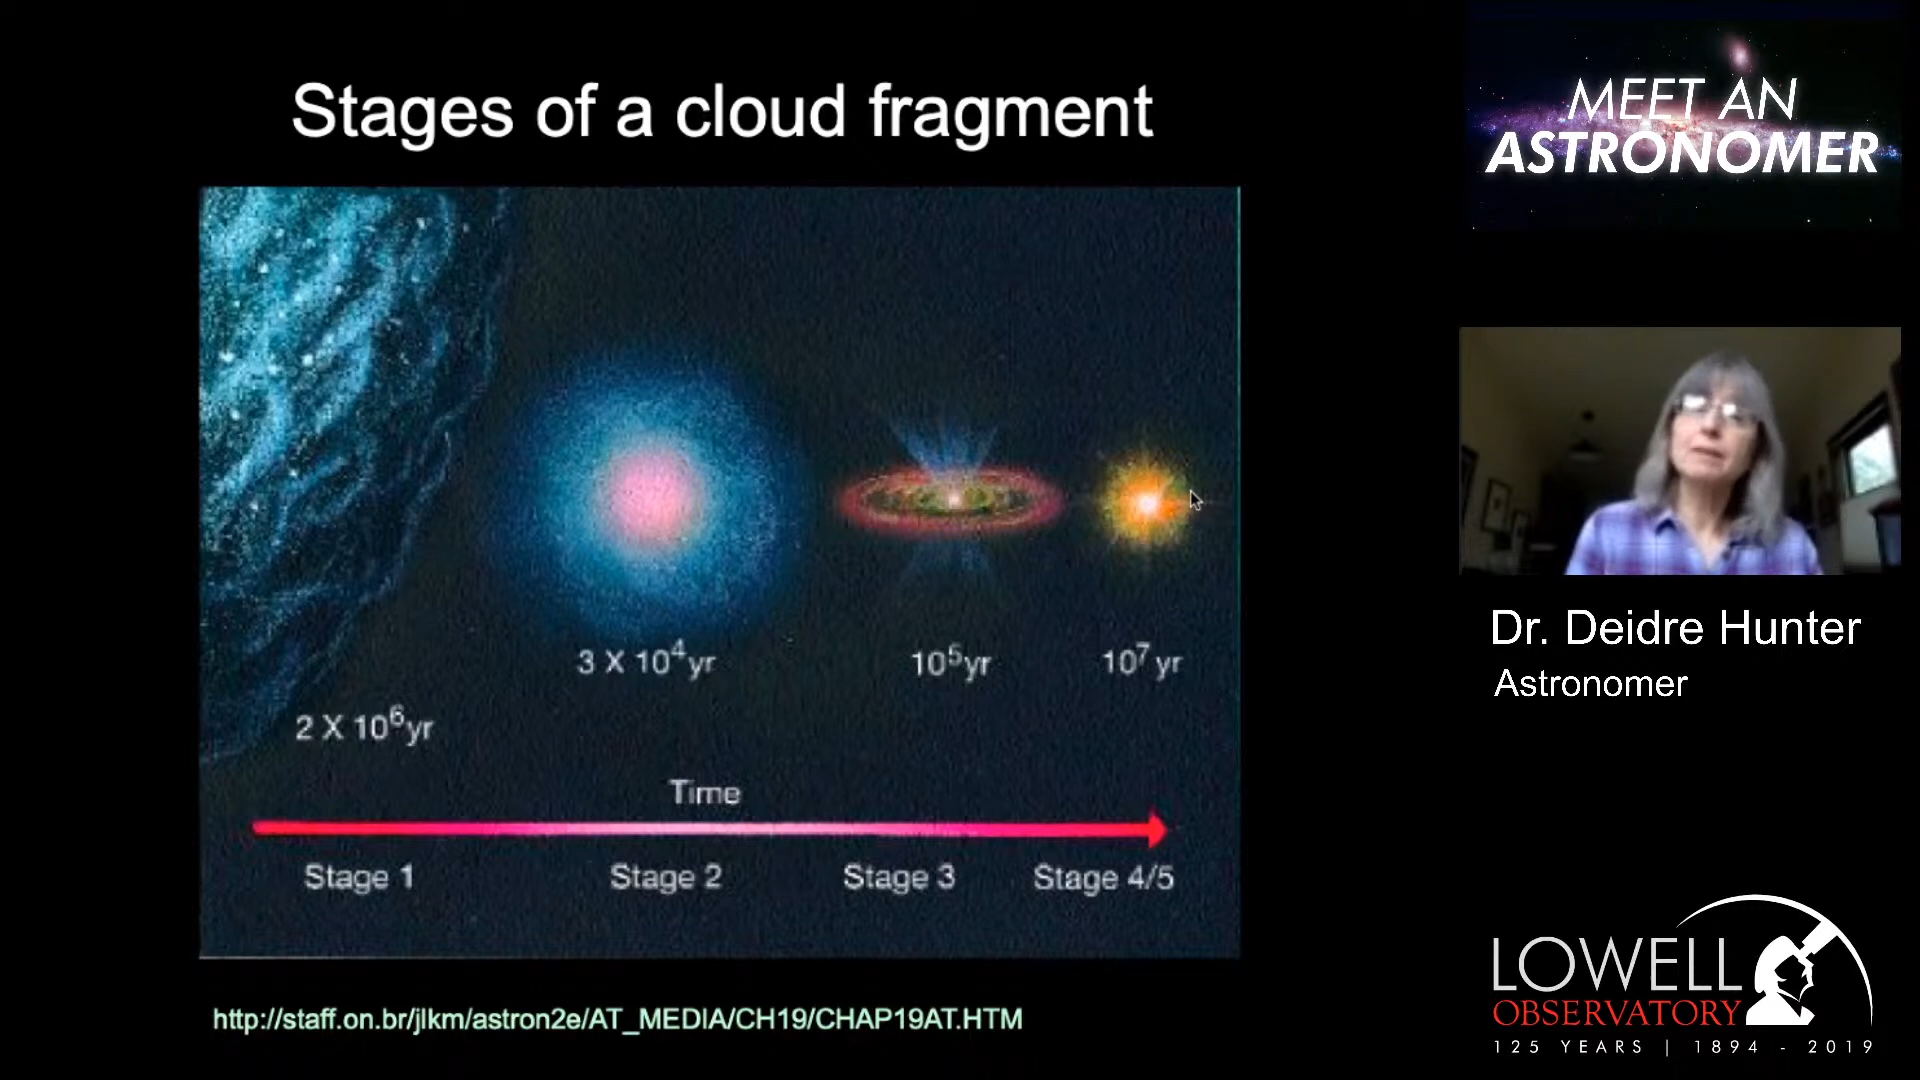 Stages of a cloud fragment
3 X 10⁴yr
10⁵yr
10⁷yr
2 X 10⁶yr
Time
Stage 1
Stage 2
Stage 3
Stage 4/5
http://staff.on.br/jlkm/astron2e/AT_MEDIA/CH19/CHAP19AT.HTM
MEET AN
ASTRONOMER
Dr. Deidre Hunter
Astronomer
LOWELL
OBSERVATORY
125 YEARS | 1894 - 2019